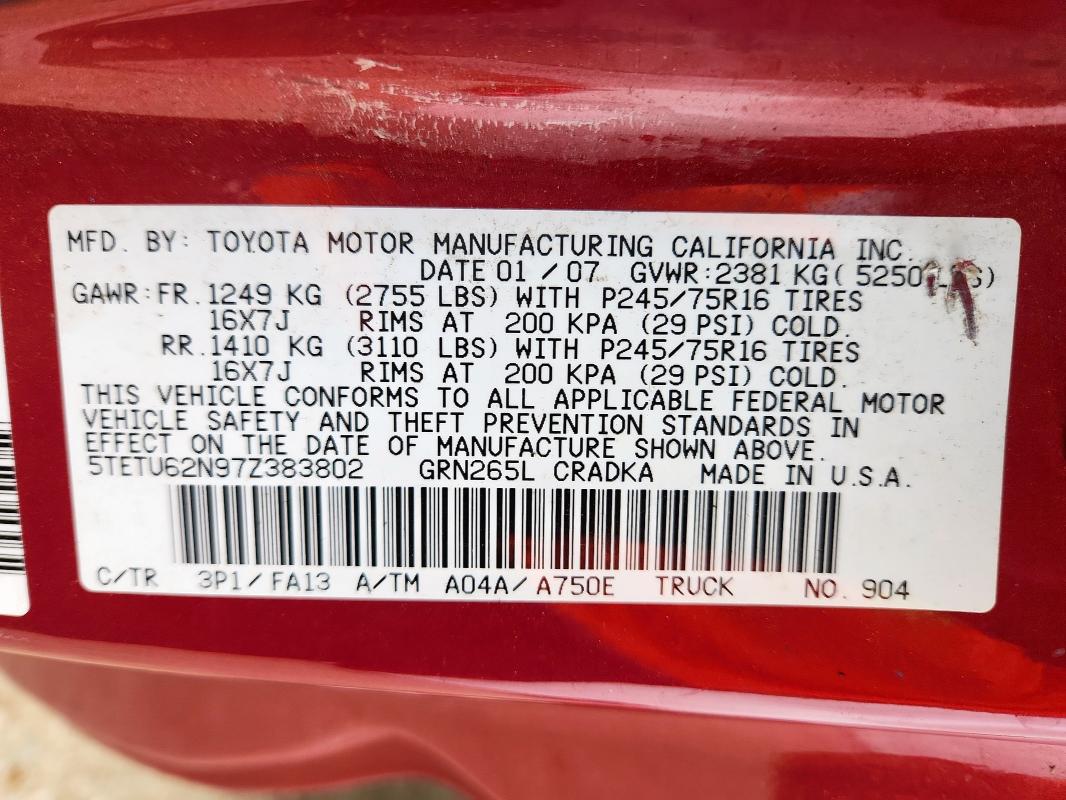 MFD. BY: TOYOTA MOTOR MANUFACTURING CALIFORNIA INC.
DATE 01 / 07 GVWR: 2381 KG ( 5250 LBS)
GAWR: FR. 1249 KG (2755 LBS) WITH P245/75R16 TIRES
16X7J RIMS AT 200 KPA (29 PSI) COLD.
RR. 1410 KG (3110 LBS) WITH P245/75R16 TIRES
16X7J RIMS AT 200 KPA (29 PSI) COLD.
THIS VEHICLE CONFORMS TO ALL APPLICABLE FEDERAL MOTOR
VEHICLE SAFETY AND THEFT PREVENTION STANDARDS IN
EFFECT ON THE DATE OF MANUFACTURE SHOWN ABOVE.
5TETU62N97Z383802 GRN265L CRADKA MADE IN U.S.A.
C/TR 3P1/ FA13 A/TM A04A/ A750E TRUCK NO. 904